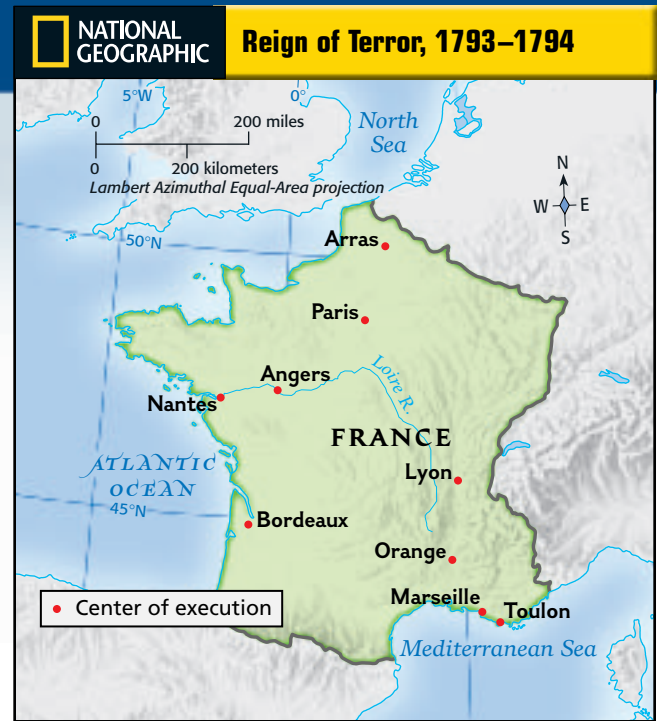 NATIONAL
GEOGRAPHIC
Reign of Terror, 1793–1794
5°W
0°
0
200 miles
0
200 kilometers
Lambert Azimuthal Equal-Area projection
North
Sea
N
W
E
S
50°N
Arras
Paris
Angers
Loire R.
Nantes
FRANCE
ATLANTIC
OCEAN
Lyon
45°N
Bordeaux
Orange
Center of execution
Marseille
Toulon
Mediterranean Sea